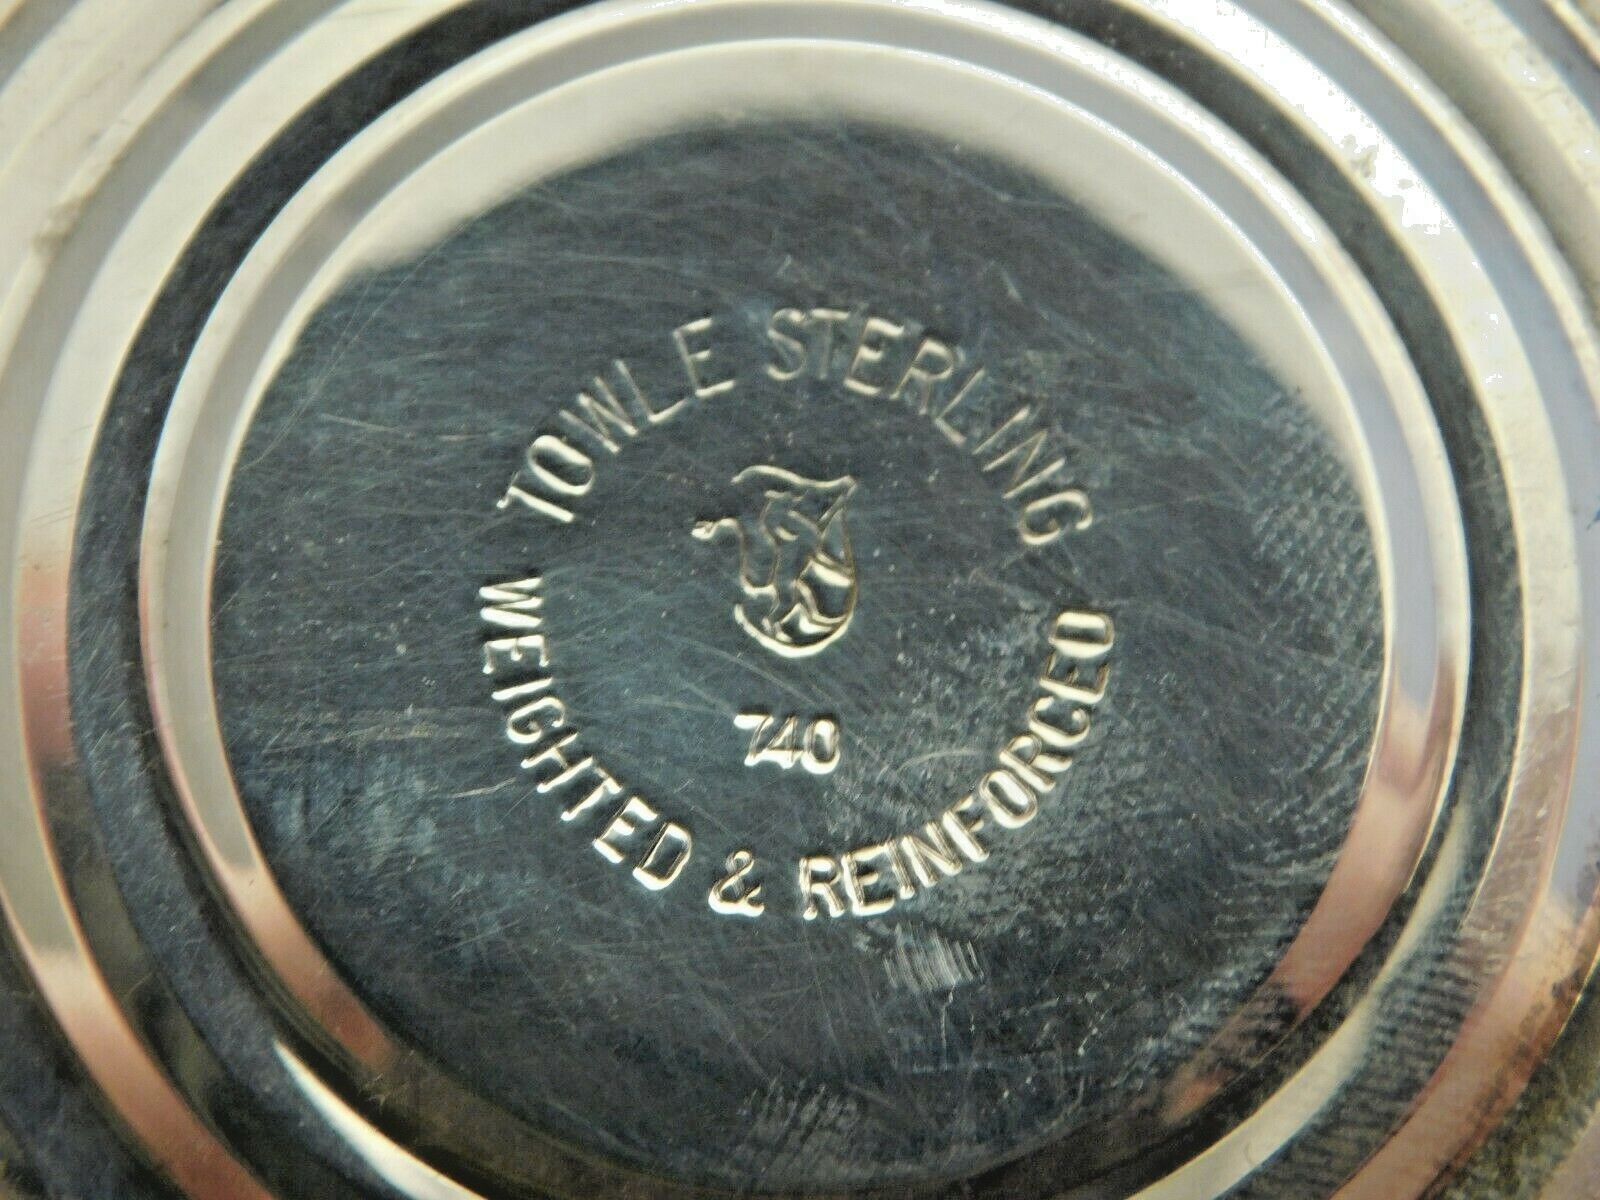 TOWLE STERLING
740
WEIGHTED & REINFORCED